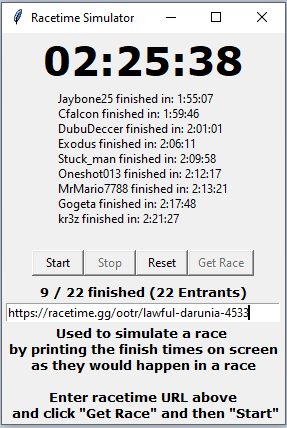 Racetime Simulator
02:25:38
Jaybone25 finished in: 1:55:07
Cfalcon finished in: 1:59:46
DubuDeccer finished in: 2:01:01
Exodus finished in: 2:06:11
Stuck_man finished in: 2:09:58
Oneshot013 finished in: 2:12:17
MrMario7788 finished in: 2:13:21
Gogeta finished in: 2:17:48
kr3z finished in: 2:21:27
Start Stop Reset Get Race
9 / 22 finished (22 Entrants)
https://racetime.gg/ootr/lawful-darunia-4533
Used to simulate a race
by printing the finish times on screen
as they would happen in a race
Enter racetime URL above
and click "Get Race" and then "Start"